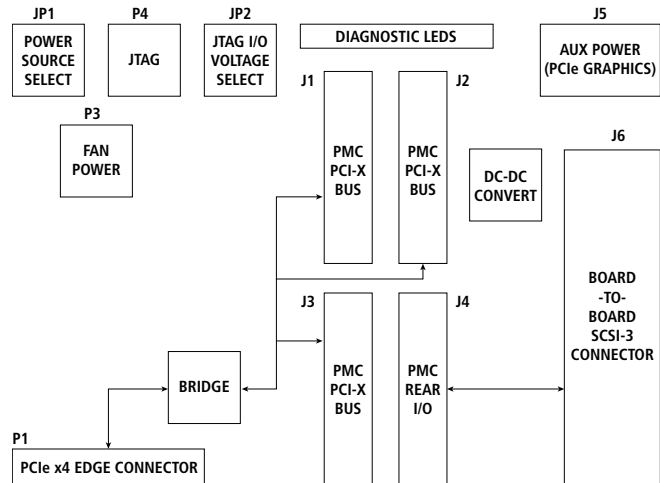 JP1
POWER
SOURCE
SELECT
P4
JTAG
JP2
JTAG I/O
VOLTAGE
SELECT
DIAGNOSTIC LEDS
J5
AUX POWER
(PCIe GRAPHICS)
P3
FAN
POWER
J1
PMC
PCI-X
BUS
J2
PMC
PCI-X
BUS
DC-DC
CONVERT
J6
BOARD
-TO-
BOARD
SCSI-3
CONNECTOR
J3
PMC
PCI-X
BUS
J4
PMC
REAR
I/O
BRIDGE
P1
PCIe x4 EDGE CONNECTOR